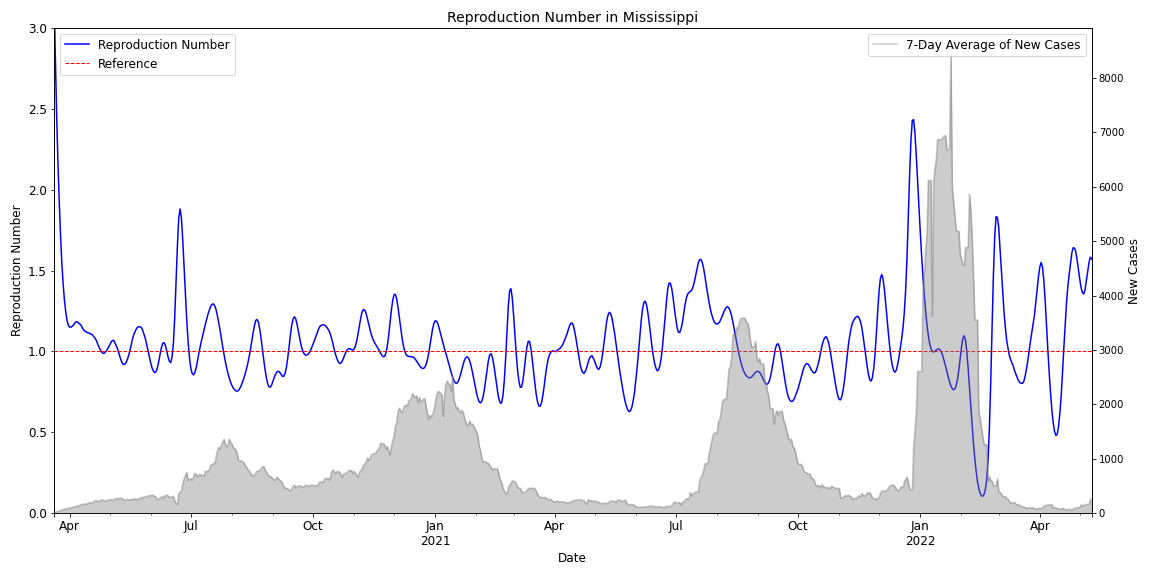 Reproduction Number in Mississippi
3.0
2.5
2.0
1.5
1.0
0.5
0.0
Reproduction Number
Reproduction Number
Reference
7-Day Average of New Cases
8000
7000
6000
5000
4000
3000
2000
1000
0
New Cases
Apr
Jul
Oct
Jan
2021
Apr
Jul
Oct
Jan
2022
Apr
Date